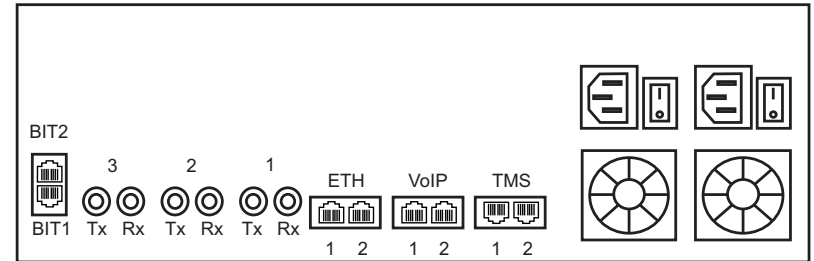 BIT2
3 2 1
ETH VoIP TMS
BIT1 Tx Rx Tx Rx Tx Rx
1 2 1 2 1 2